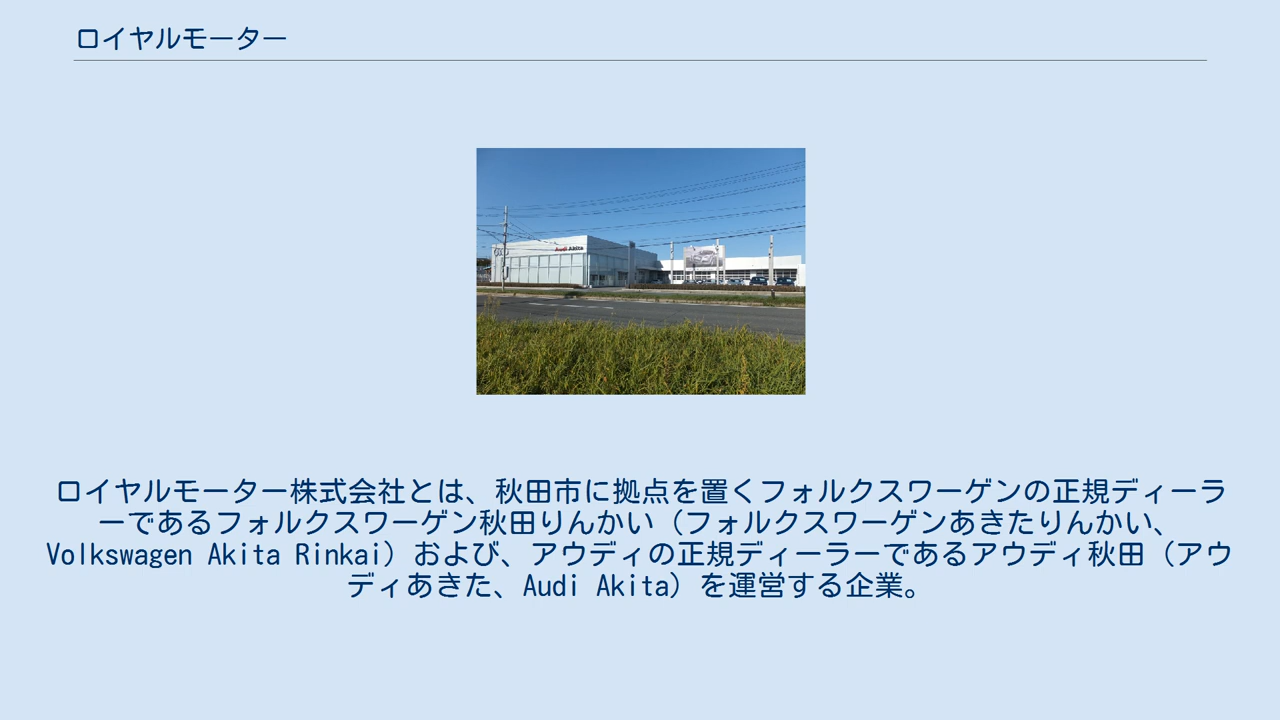 ロイヤルモーター
Audi Akita
ロイヤルモーター株式会社とは、秋田市に拠点を置くフォルクスワーゲンの正規ディーラ
ーであるフォルクスワーゲン秋田りんかい（フォルクスワーゲンあきたりんかい、
Volkswagen Akita Rinkai）および、アウディの正規ディーラーであるアウディ秋田（アウ
ディあきた、Audi Akita）を運営する企業。